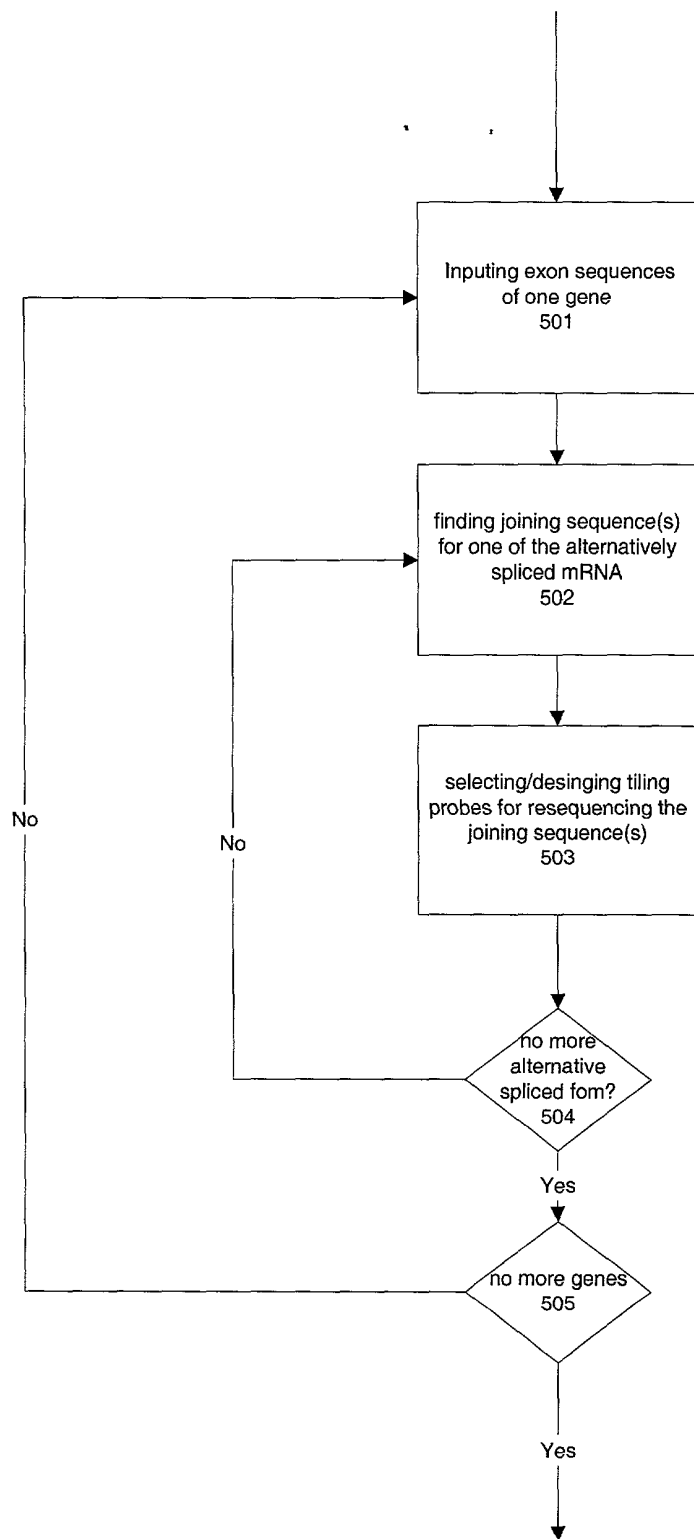 Inputing exon sequences
of one gene
501
finding joining sequence(s)
for one of the alternatively
spliced mRNA
502
selecting/desinging tiling
probes for resequencing the
joining sequence(s)
503
No
No
no more
alternative
spliced fom?
504
Yes
no more genes
505
Yes